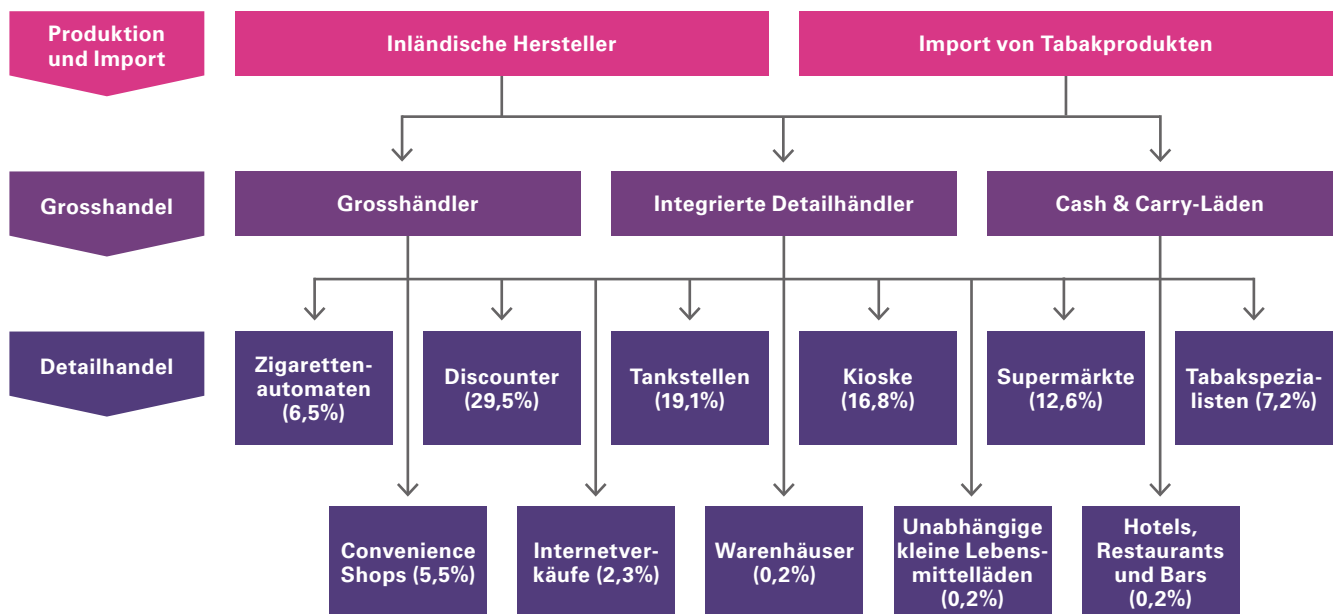 Produktion
und Import
Inländische Hersteller
Import von Tabakprodukten
Grosshandel
Grosshändler
Integrierte Detailhändler
Cash & Carry-Läden
Detailhandel
Zigaretten-
automaten
(6,5%)
Discounter
(29,5%)
Tankstellen
(19,1%)
Kioske
(16,8%)
Supermärkte
(12,6%)
Tabakspezia-
listen (7,2%)
Convenience
Shops (5,5%)
Internetver-
käufe (2,3%)
Warenhäuser
(0,2%)
Unabhängige
kleine Lebens-
mittelläden
(0,2%)
Hotels,
Restaurants
und Bars
(0,2%)